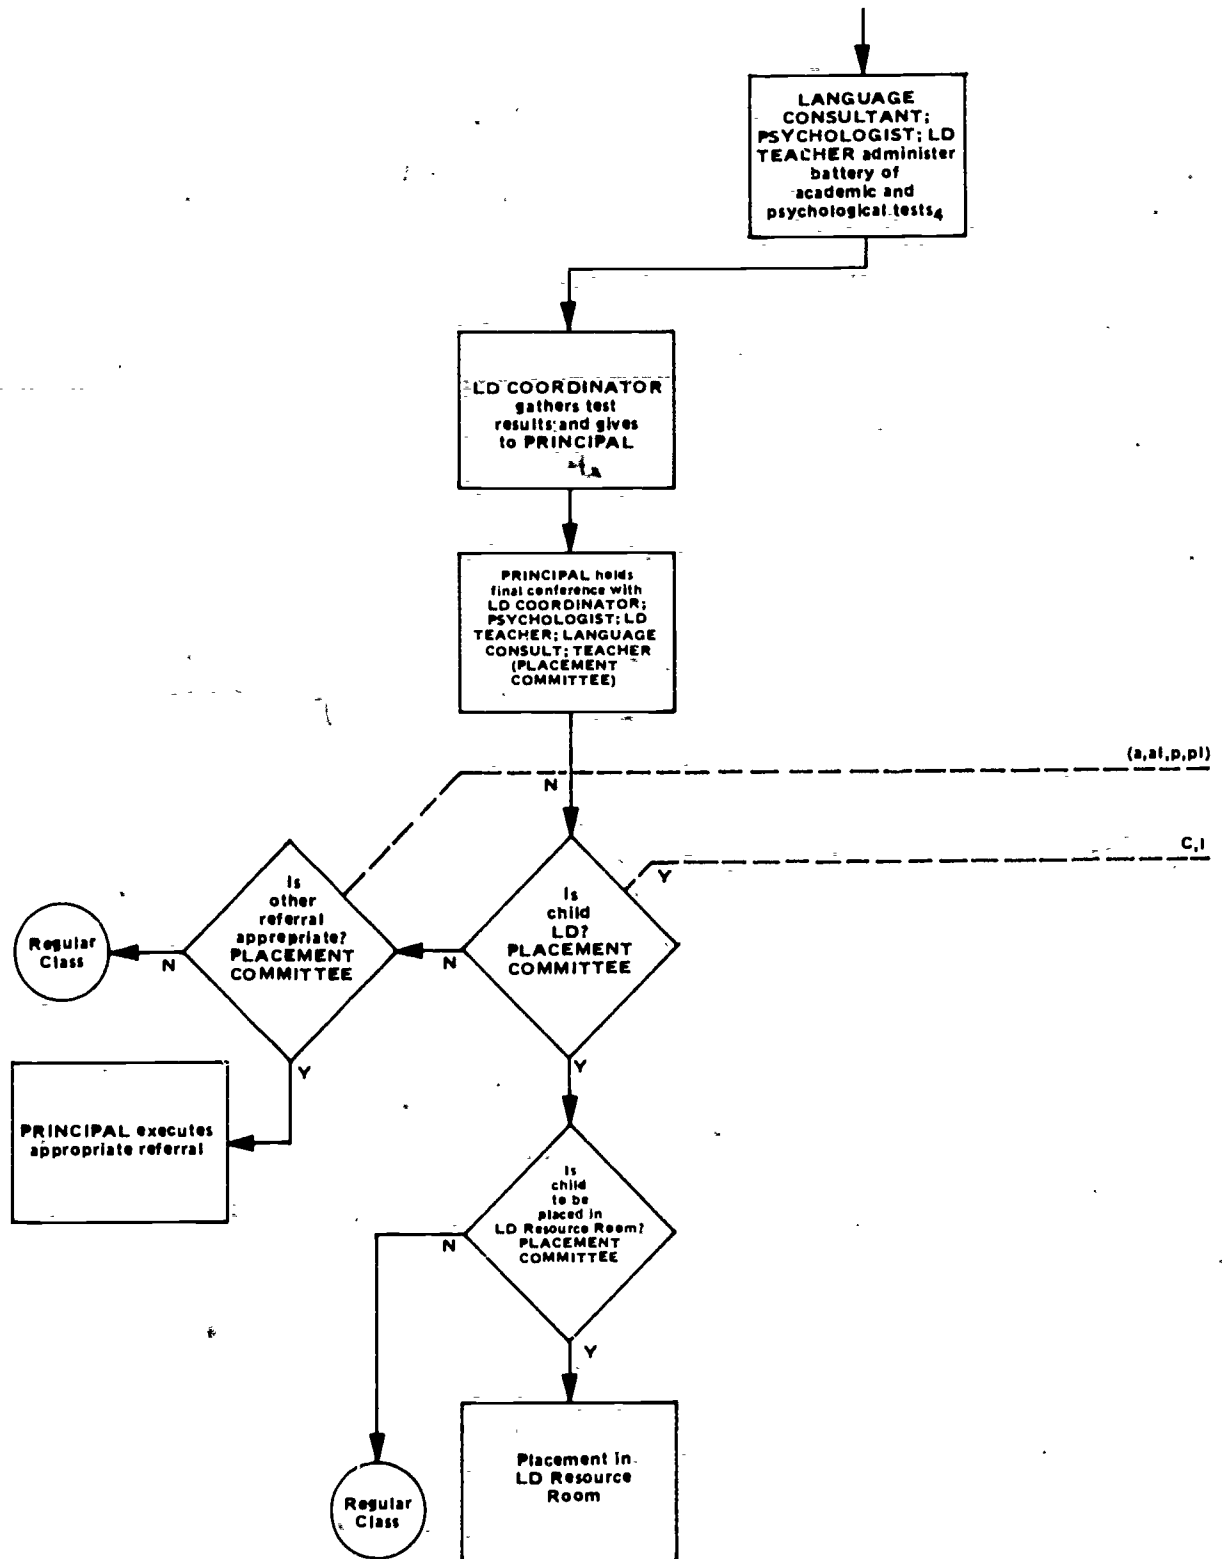 LANGUAGE
CONSULTANT;
PSYCHOLOGIST; LD
TEACHER administer
battery of
academic and
psychological tests4
LD COORDINATOR
gathers test
results and gives
to PRINCIPAL
PRINCIPAL holds
final conference with
LD COORDINATOR;
PSYCHOLOGIST; LD
TEACHER; LANGUAGE
CONSULT; TEACHER
(PLACEMENT
COMMITTEE)
(a,ai,p,pi)
N
C,I
Y
Is
child
LD?
PLACEMENT
COMMITTEE
N
Y
Is
other
referral
appropriate?
PLACEMENT
COMMITTEE
N
Y
Regular
Class
PRINCIPAL executes
appropriate referral
Is
child
to be
placed in
LD Resource Room?
PLACEMENT
COMMITTEE
N
Y
Regular
Class
Placement in
LD Resource
Room